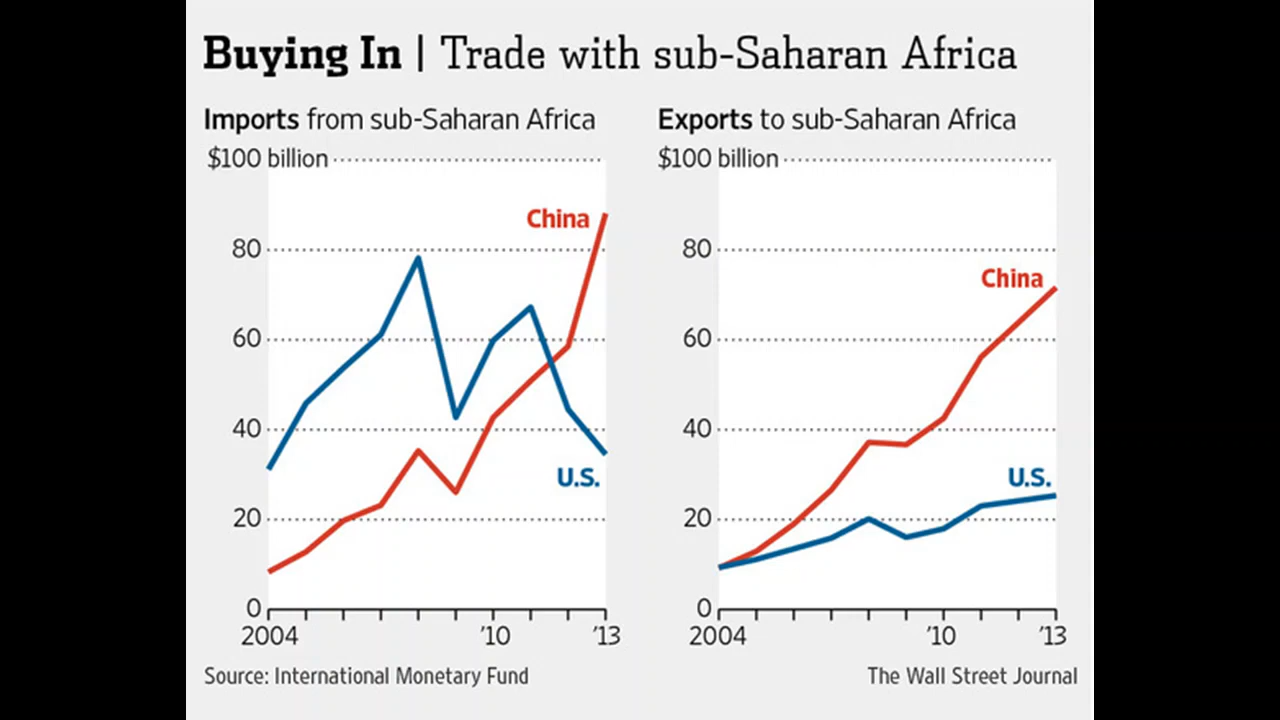 Buying In | Trade with sub-Saharan Africa
Imports from sub-Saharan Africa
$100 billion
China
80
60
40
U.S.
20
0
2004 '10 '13
Exports to sub-Saharan Africa
$100 billion
80
China
60
40
U.S.
20
0
2004 '10 '13
Source: International Monetary Fund
The Wall Street Journal